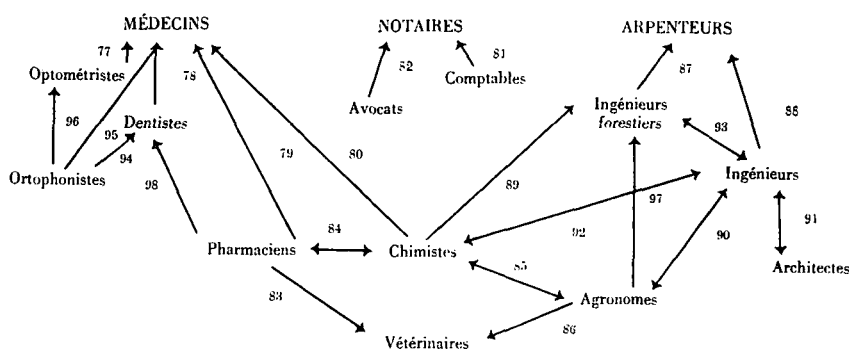 MÉDECINS NOTAIRES ARPENTEURS
77 81
Optométristes 78 82 Comptables 87
Avocats Ingénieurs 88
96 95 Dentistes forestiers 93
94 79 80
Ortophonistes 98 89 97 Ingénieurs
84 92 90 91
Pharmaciens Chimistes
85 Architectes
83 Agronomes
86
Vétérinaires